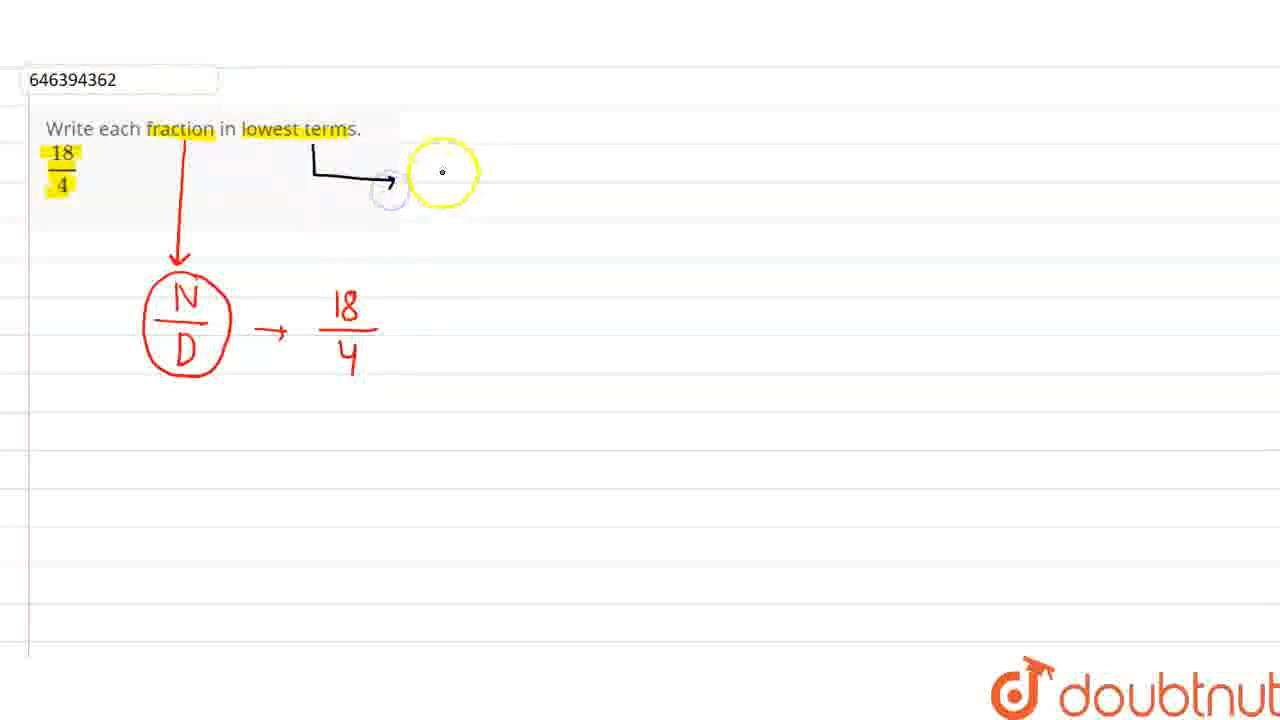 646394362
Write each fraction in lowest terms.
18
4
N
D
→
18
4
doubtnut